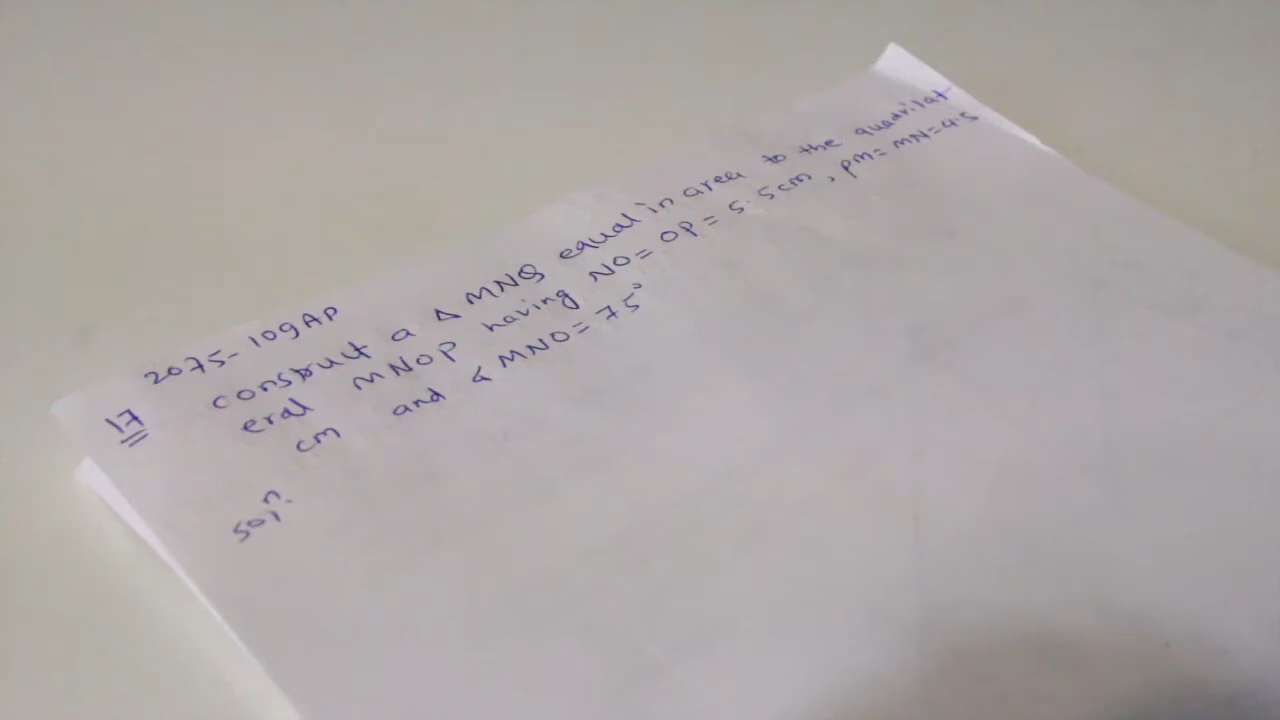 2075-109AP
17 construct a Δ MNQ equal in area to the quadrilat
eral MNOP having NO= OP= 5.5cm, PM= MN=4.5
cm and ∠MNO= 75°
Solⁿ.